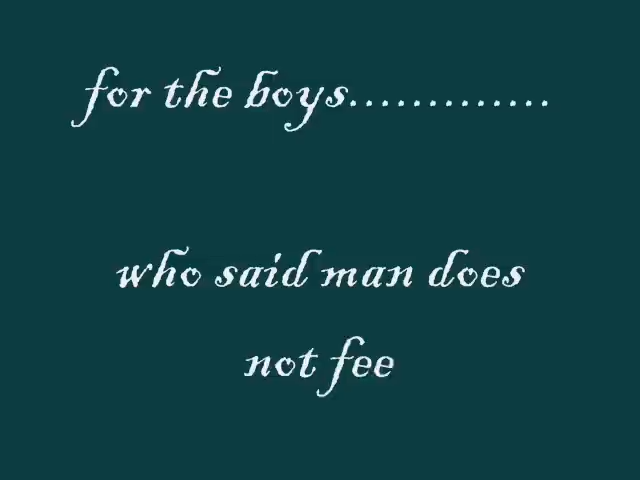 for the boys.............
who said man does
not fee